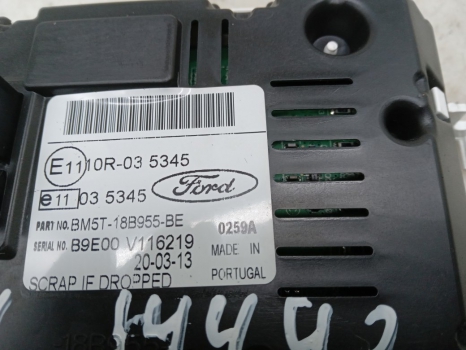 E11 10R-03 5345
e11 03 5345
Ford
PART NO. BM5T-18B955-BE 0259A
SERIAL NO. B9E00 V116219 MADE IN
20-03-13 PORTUGAL
SCRAP IF DROPPED